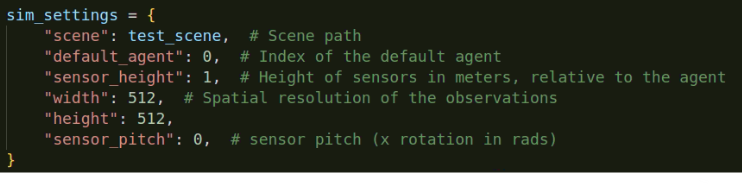 sim_settings = {
    "scene": test_scene,  # Scene path
    "default_agent": 0,  # Index of the default agent
    "sensor_height": 1,  # Height of sensors in meters, relative to the agent
    "width": 512,  # Spatial resolution of the observations
    "height": 512,
    "sensor_pitch": 0,  # sensor pitch (x rotation in rads)
}